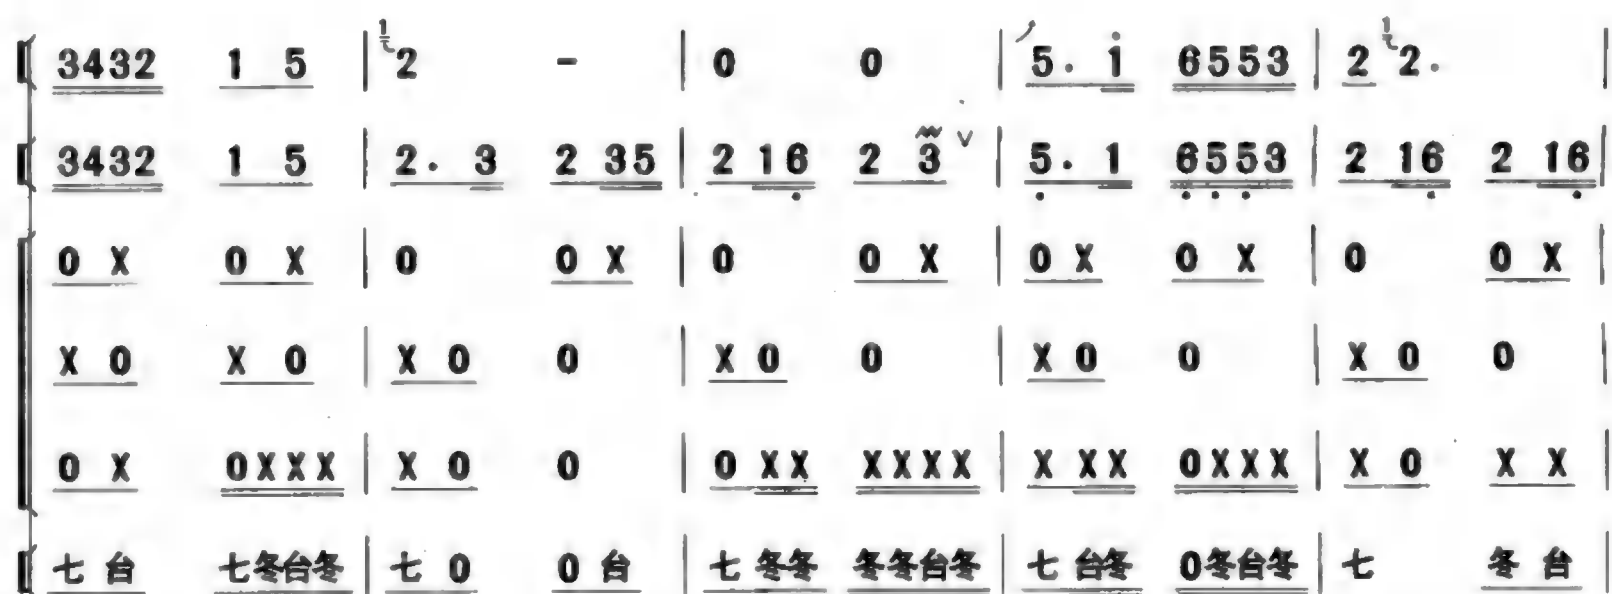 3432 1 5 | 2 - | 0 0 | 5. i 6553 | 2 2. |
3432 1 5 | 2. 3 2 35 | 2 16 2 3 ∨ | 5. 1 6553 | 2 16 2 16 |
0 X 0 X | 0 0 X | 0 0 X | 0 X 0 X | 0 0 X |
X 0 X 0 | X 0 0 | X 0 0 | X 0 0 | X 0 0 |
0 X 0XXX | X 0 0 | 0 XX XXXX | X XX 0XXX | X 0 X X |
七 台 七冬台冬 | 七 0 0 台 | 七 冬冬 冬冬台冬 | 七 台冬 0冬台冬 | 七 冬 台 |